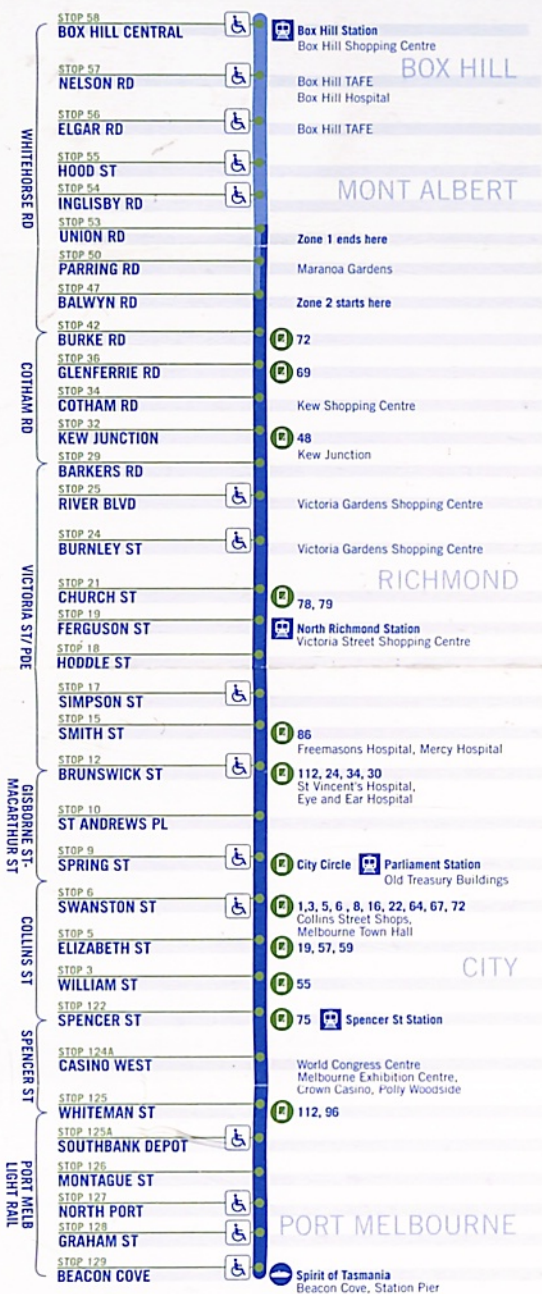 STOP 58
BOX HILL CENTRAL
Box Hill Station
Box Hill Shopping Centre
BOX HILL
STOP 57
NELSON RD
Box Hill TAFE
Box Hill Hospital
STOP 56
ELGAR RD
Box Hill TAFE
WHITEHORSE RD
STOP 55
HOOD ST
STOP 54
INGLISBY RD
MONT ALBERT
STOP 53
UNION RD
Zone 1 ends here
STOP 50
PARRING RD
Maranoa Gardens
STOP 47
BALWYN RD
Zone 2 starts here
STOP 42
BURKE RD
72
STOP 36
GLENFERRIE RD
69
COTHAM RD
STOP 34
COTHAM RD
Kew Shopping Centre
STOP 32
KEW JUNCTION
48
Kew Junction
STOP 29
BARKERS RD
STOP 25
RIVER BLVD
Victoria Gardens Shopping Centre
STOP 24
BURNLEY ST
Victoria Gardens Shopping Centre
RICHMOND
VICTORIA ST/ PDE
STOP 21
CHURCH ST
78, 79
STOP 19
FERGUSON ST
North Richmond Station
Victoria Street Shopping Centre
STOP 18
HODDLE ST
STOP 17
SIMPSON ST
STOP 15
SMITH ST
86
Freemasons Hospital, Mercy Hospital
STOP 12
BRUNSWICK ST
112, 24, 34, 30
St Vincent's Hospital,
Eye and Ear Hospital
GISBORNE ST-
MACARTHUR ST
STOP 10
ST ANDREWS PL
STOP 9
SPRING ST
City Circle
Parliament Station
Old Treasury Buildings
STOP 6
SWANSTON ST
1,3, 5, 6 , 8, 16, 22, 64, 67, 72
Collins Street Shops,
Melbourne Town Hall
COLLINS ST
STOP 5
ELIZABETH ST
19, 57, 59
CITY
STOP 3
WILLIAM ST
55
STOP 122
SPENCER ST
75
Spencer St Station
SPENCER ST
STOP 124A
CASINO WEST
World Congress Centre
Melbourne Exhibition Centre,
Crown Casino, Polly Woodside
STOP 125
WHITEMAN ST
112, 96
STOP 125A
SOUTHBANK DEPOT
PORT MELB
LIGHT RAIL
STOP 126
MONTAGUE ST
STOP 127
NORTH PORT
STOP 128
GRAHAM ST
PORT MELBOURNE
STOP 129
BEACON COVE
Spirit of Tasmania
Beacon Cove, Station Pier